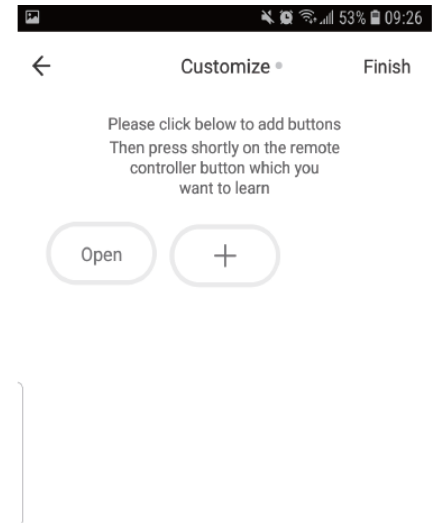 53% 09:26
Customize Finish
Please click below to add buttons
Then press shortly on the remote
controller button which you
want to learn
Open +